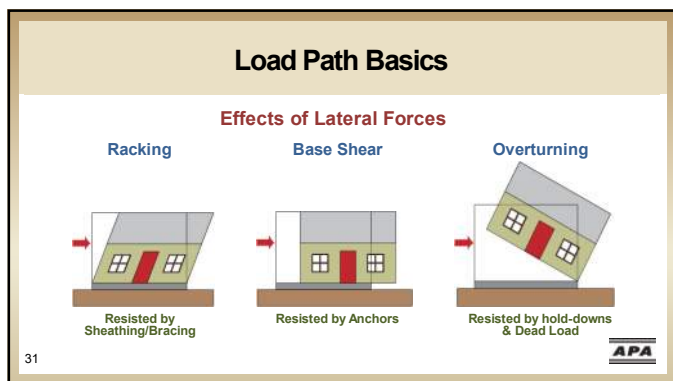 Load Path Basics
Effects of Lateral Forces
Racking
Base Shear
Overturning
Resisted by
Sheathing/Bracing
Resisted by Anchors
Resisted by hold-downs
& Dead Load
31
APA